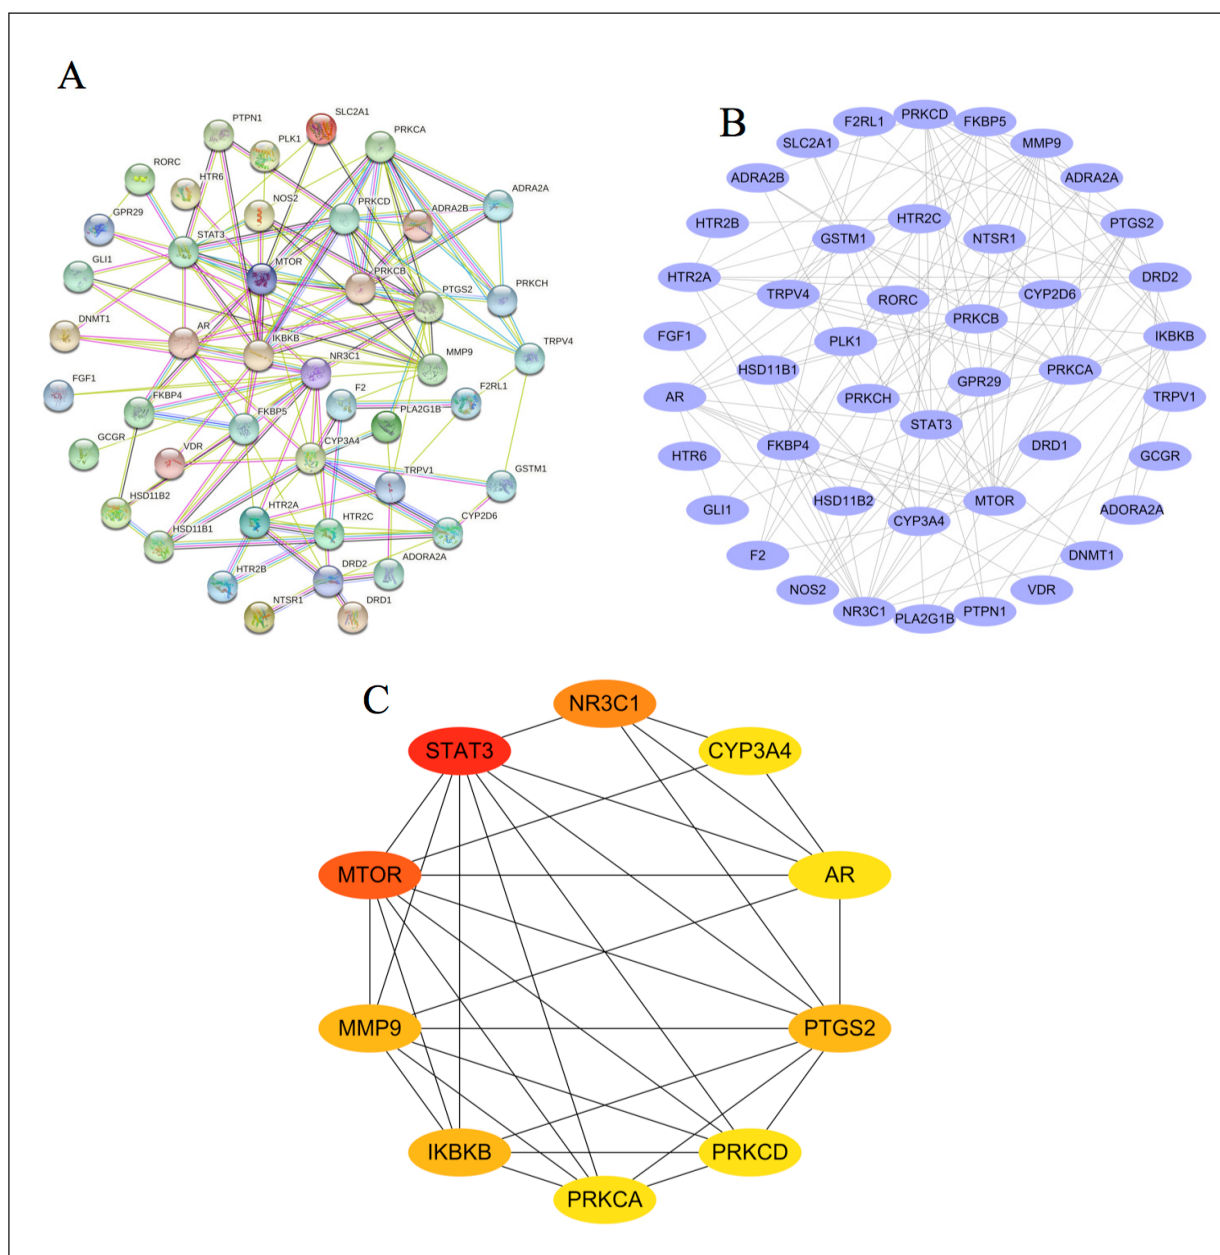 A
PTPN1
SLC2A1
PLK1
PRKCA
RORC
HTR6
ADRA2A
NOS2
PRKCD
ADRA2B
GPR29
STAT3
GLI1
MTOR
PRKCB
PRKCH
PTGS2
DNMT1
AR
IKBKB
TRPV4
NR3C1
MMP9
FGF1
F2
F2RL1
FKBP4
PLA2G1B
FKBP5
GCGR
VDR
CYP3A4
TRPV1
GSTM1
HSD11B2
HTR2A
CYP2D6
HSD11B1
HTR2C
HTR2B
DRD2
ADORA2A
NTSR1
DRD1
B
PRKCD
F2RL1
FKBP5
SLC2A1
MMP9
ADRA2B
ADRA2A
HTR2B
HTR2C
PTGS2
GSTM1
NTSR1
HTR2A
DRD2
TRPV4
RORC
CYP2D6
PRKCB
FGF1
PLK1
IKBKB
HSD11B1
GPR29
PRKCA
AR
PRKCH
TRPV1
STAT3
FKBP4
DRD1
HTR6
GCGR
HSD11B2
MTOR
GLI1
CYP3A4
ADORA2A
F2
DNMT1
NOS2
VDR
NR3C1
PLA2G1B
PTPN1
C
NR3C1
STAT3
CYP3A4
MTOR
AR
MMP9
PTGS2
IKBKB
PRKCD
PRKCA